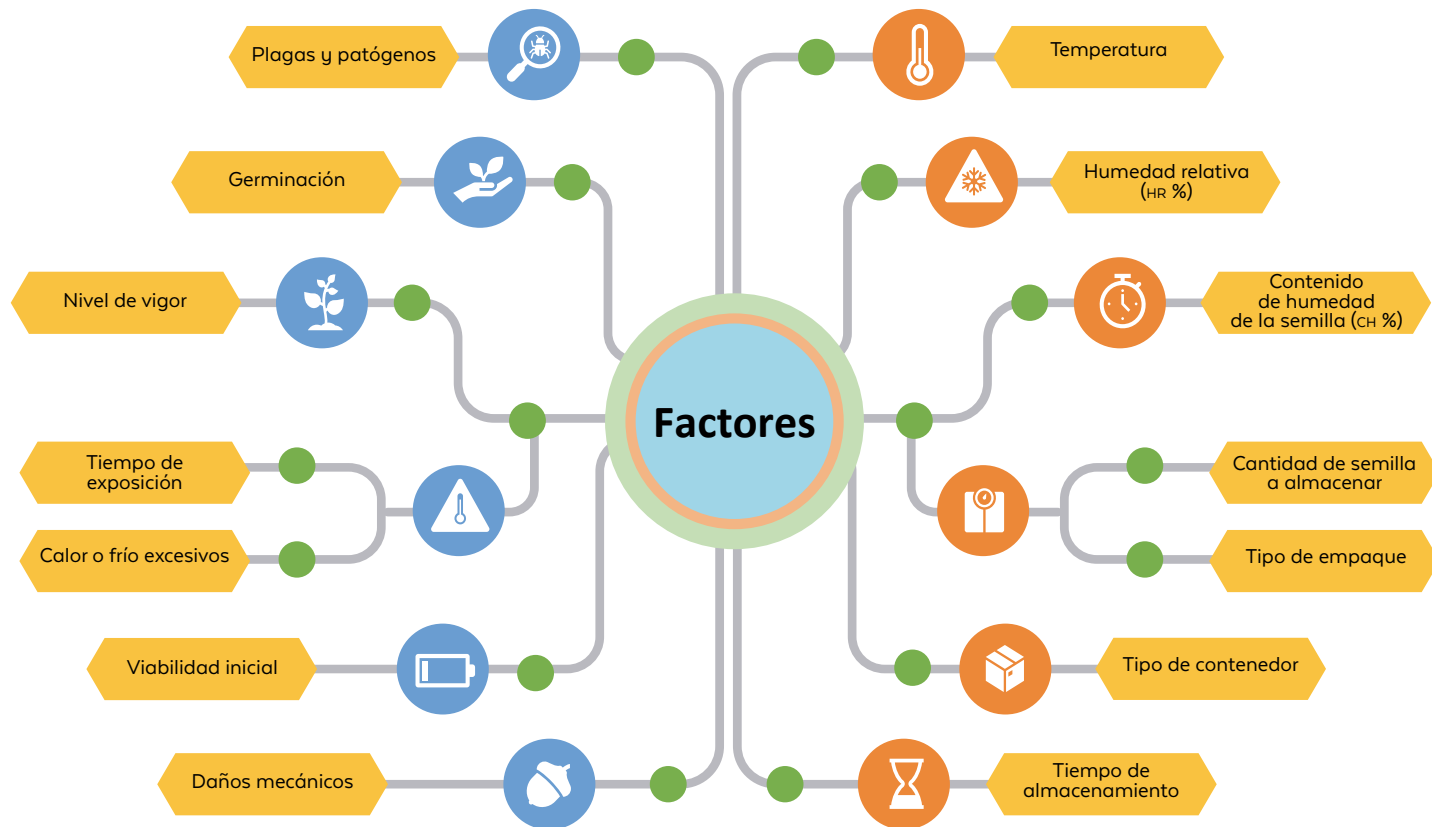 Plagas y patógenos
Temperatura
Germinación
Humedad relativa
(HR %)
Nivel de vigor
Contenido
de humedad
de la semilla (CH %)
Factores
Tiempo de
exposición
Cantidad de semilla
a almacenar
Calor o frío excesivos
Tipo de empaque
Viabilidad inicial
Tipo de contenedor
Daños mecánicos
Tiempo de
almacenamiento